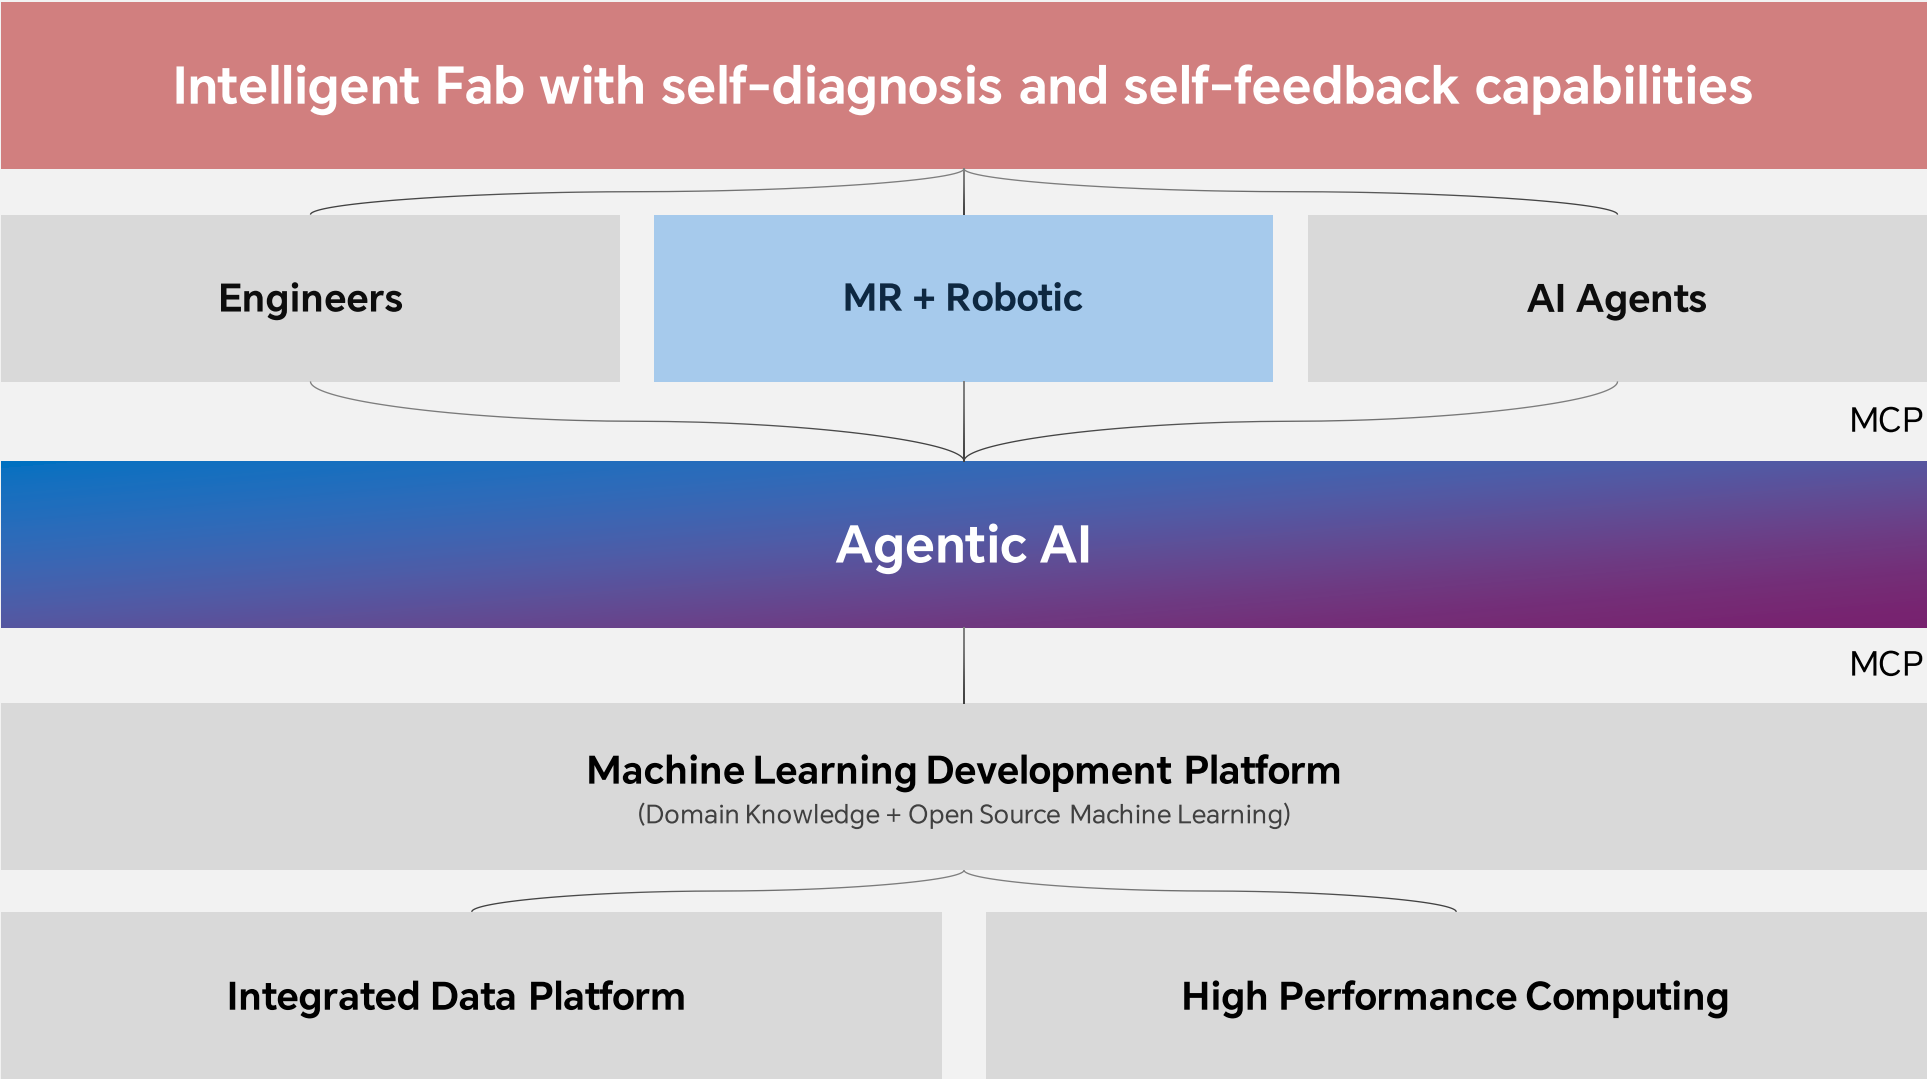 Intelligent Fab with self-diagnosis and self-feedback capabilities
Engineers
MR + Robotic
AI Agents
MCP
Agentic AI
MCP
Machine Learning Development Platform
(Domain Knowledge + Open Source Machine Learning)
Integrated Data Platform
High Performance Computing